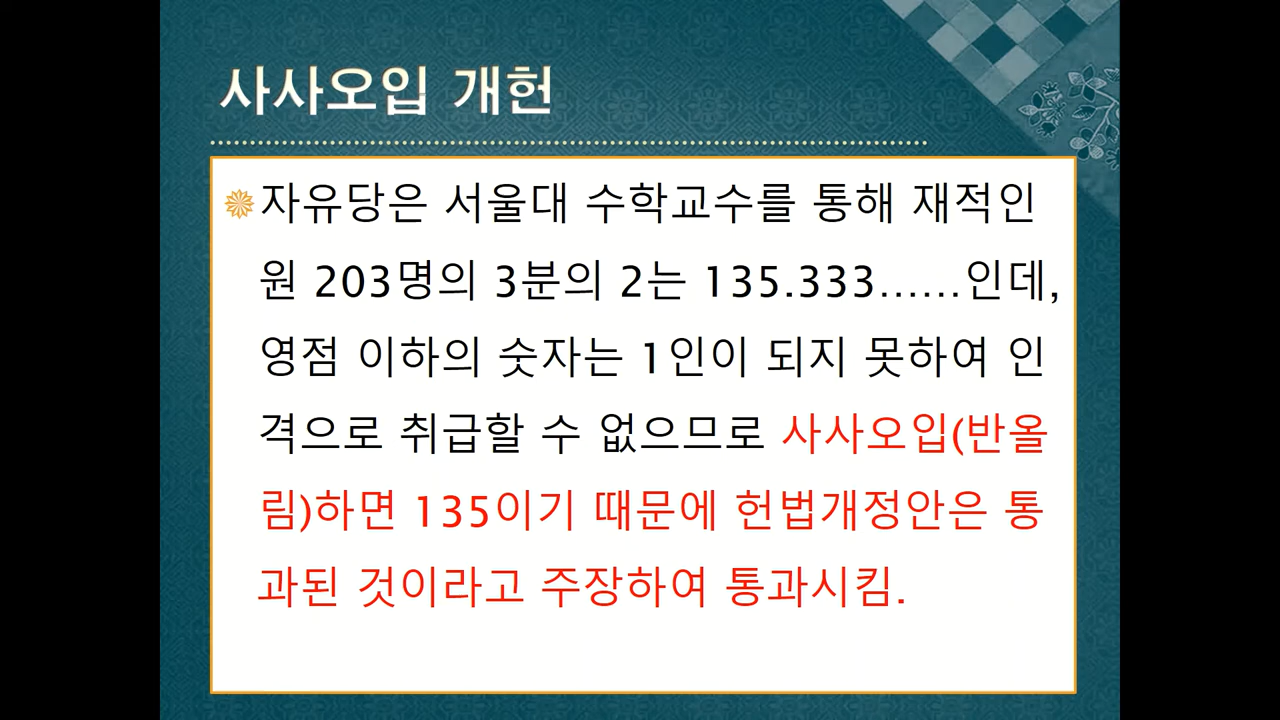 사사오입 개헌
자유당은 서울대 수학교수를 통해 재적인
원 203명의 3분의 2는 135.333……인데,
영점 이하의 숫자는 1인이 되지 못하여 인
격으로 취급할 수 없으므로 사사오입(반올
림)하면 135이기 때문에 헌법개정안은 통
과된 것이라고 주장하여 통과시킴.